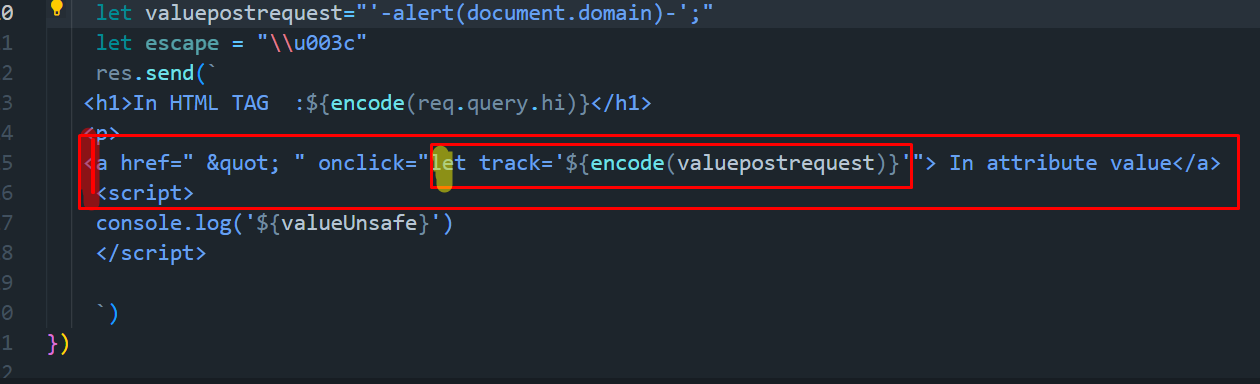 0 let valuepostrequest="'-alert(document.domain)-';"
1 let escape = "\\u003c"
2 res.send(`
3 <h1>In HTML TAG :${encode(req.query.hi)}</h1>
4 <p>
5 <a href=" &quot; " onclick="let track='${encode(valuepostrequest)}'"> In attribute value</a>
6 <script>
7 console.log('${valueUnsafe}')
8 </script>
9
0 `)
1 })
2